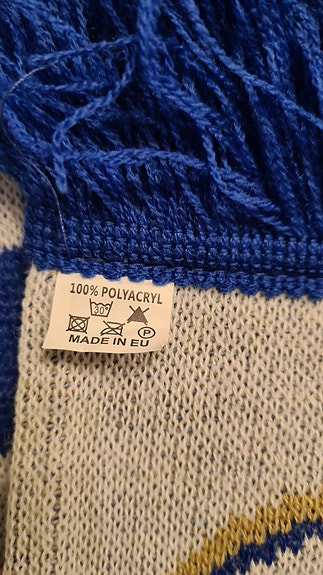 100% POLYACRYL
30°
P
MADE IN EU